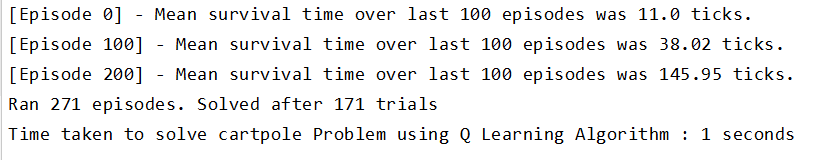 [Episode 0] - Mean survival time over last 100 episodes was 11.0 ticks.
[Episode 100] - Mean survival time over last 100 episodes was 38.02 ticks.
[Episode 200] - Mean survival time over last 100 episodes was 145.95 ticks.
Ran 271 episodes. Solved after 171 trials
Time taken to solve cartpole Problem using Q Learning Algorithm : 1 seconds